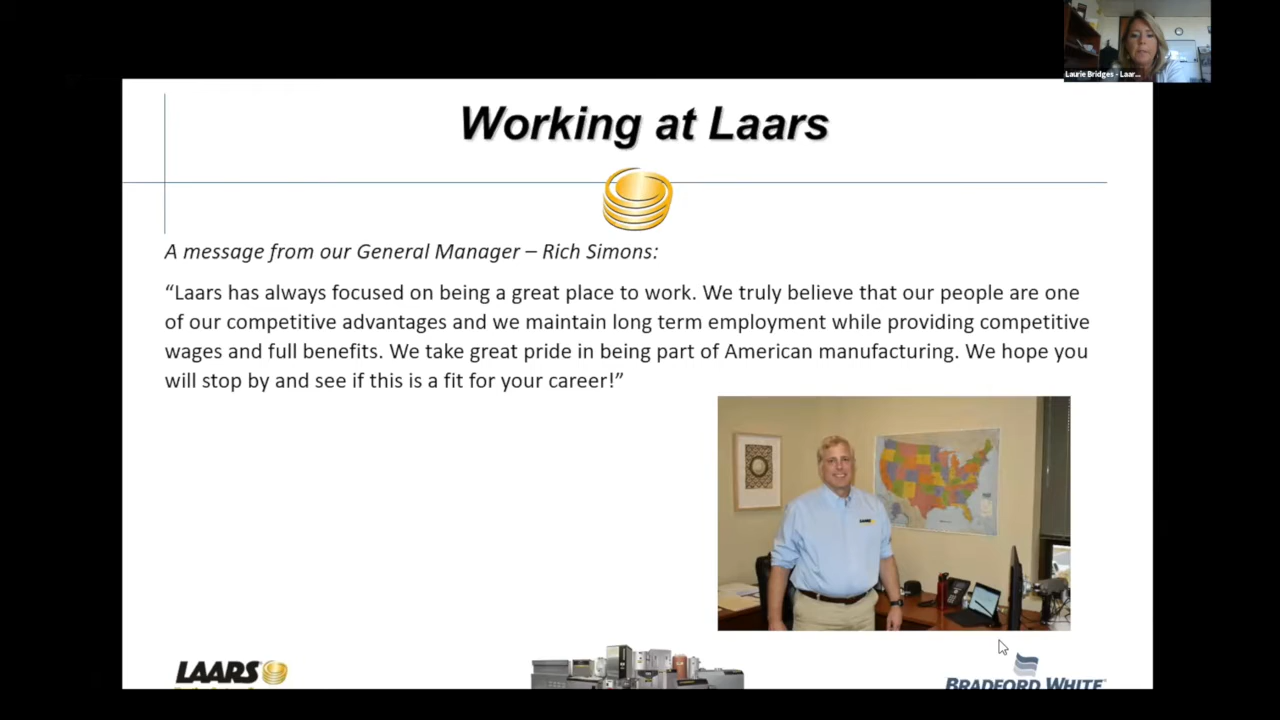 Laurie Bridges - Laar...
Working at Laars
A message from our General Manager – Rich Simons:
“Laars has always focused on being a great place to work. We truly believe that our people are one
of our competitive advantages and we maintain long term employment while providing competitive
wages and full benefits. We take great pride in being part of American manufacturing. We hope you
will stop by and see if this is a fit for your career!”
LAARS
LAARS
BRADFORD WHITE